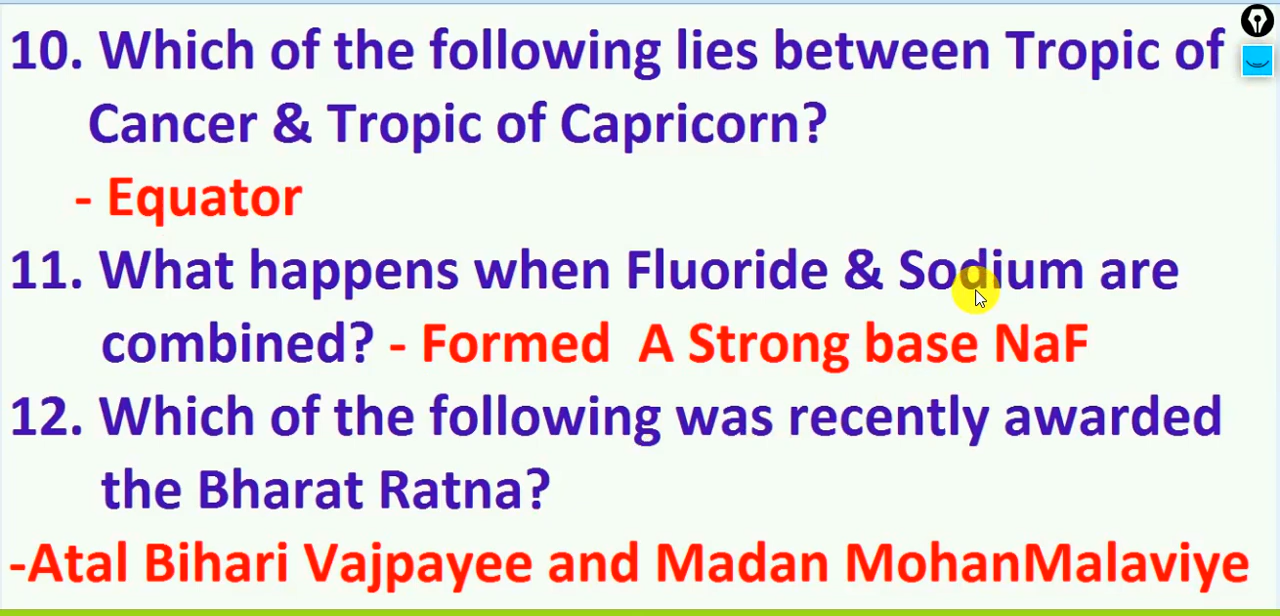 10. Which of the following lies between Tropic of
Cancer & Tropic of Capricorn?
- Equator
11. What happens when Fluoride & Sodium are
combined? - Formed A Strong base NaF
12. Which of the following was recently awarded
the Bharat Ratna?
-Atal Bihari Vajpayee and Madan MohanMalaviye